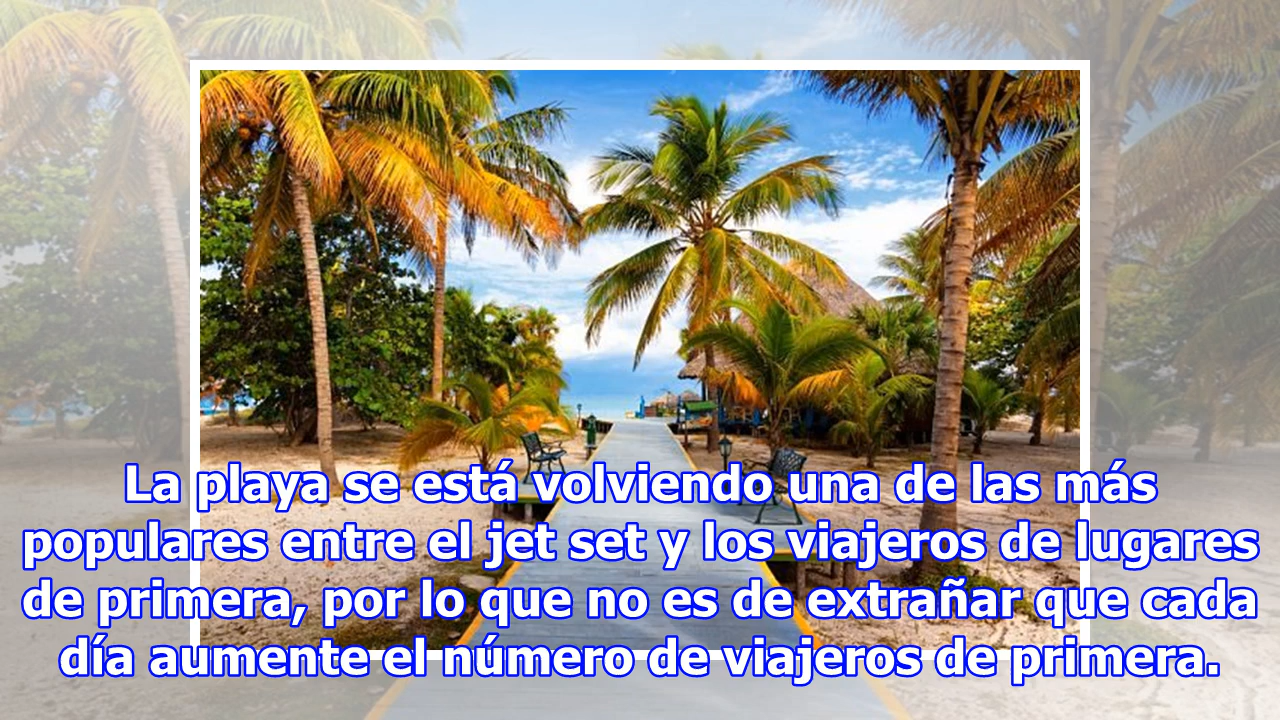 La playa se está volviendo una de las más
populares entre el jet set y los viajeros de lugares
de primera, por lo que no es de extrañar que cada
día aumente el número de viajeros de primera.